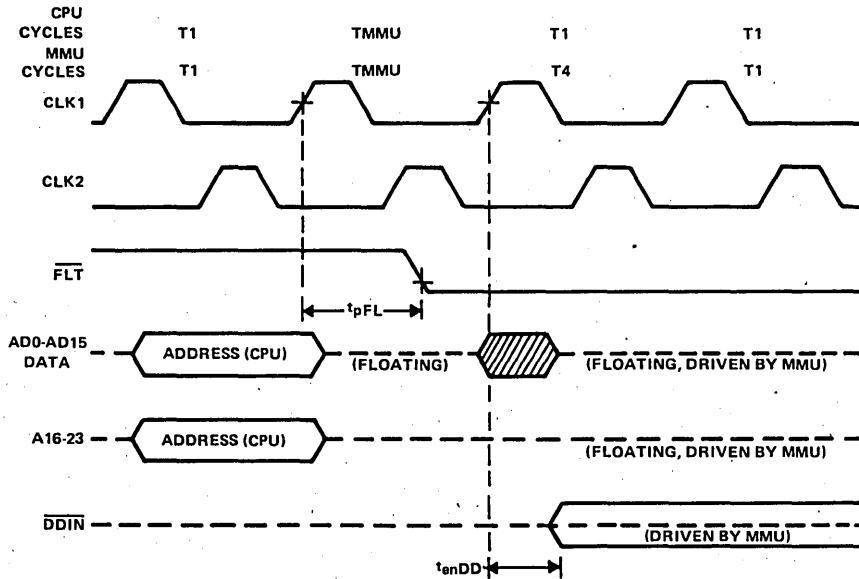 CPU
CYCLES T1 TMMU T1 T1
MMU
CYCLES T1 TMMU T4 T1
CLK1
CLK2
FLT
tpFL
AD0-AD15
DATA ADDRESS (CPU) (FLOATING) (FLOATING, DRIVEN BY MMU)
A16-23 ADDRESS (CPU) (FLOATING, DRIVEN BY MMU)
DDIN (DRIVEN BY MMU)
tenDD